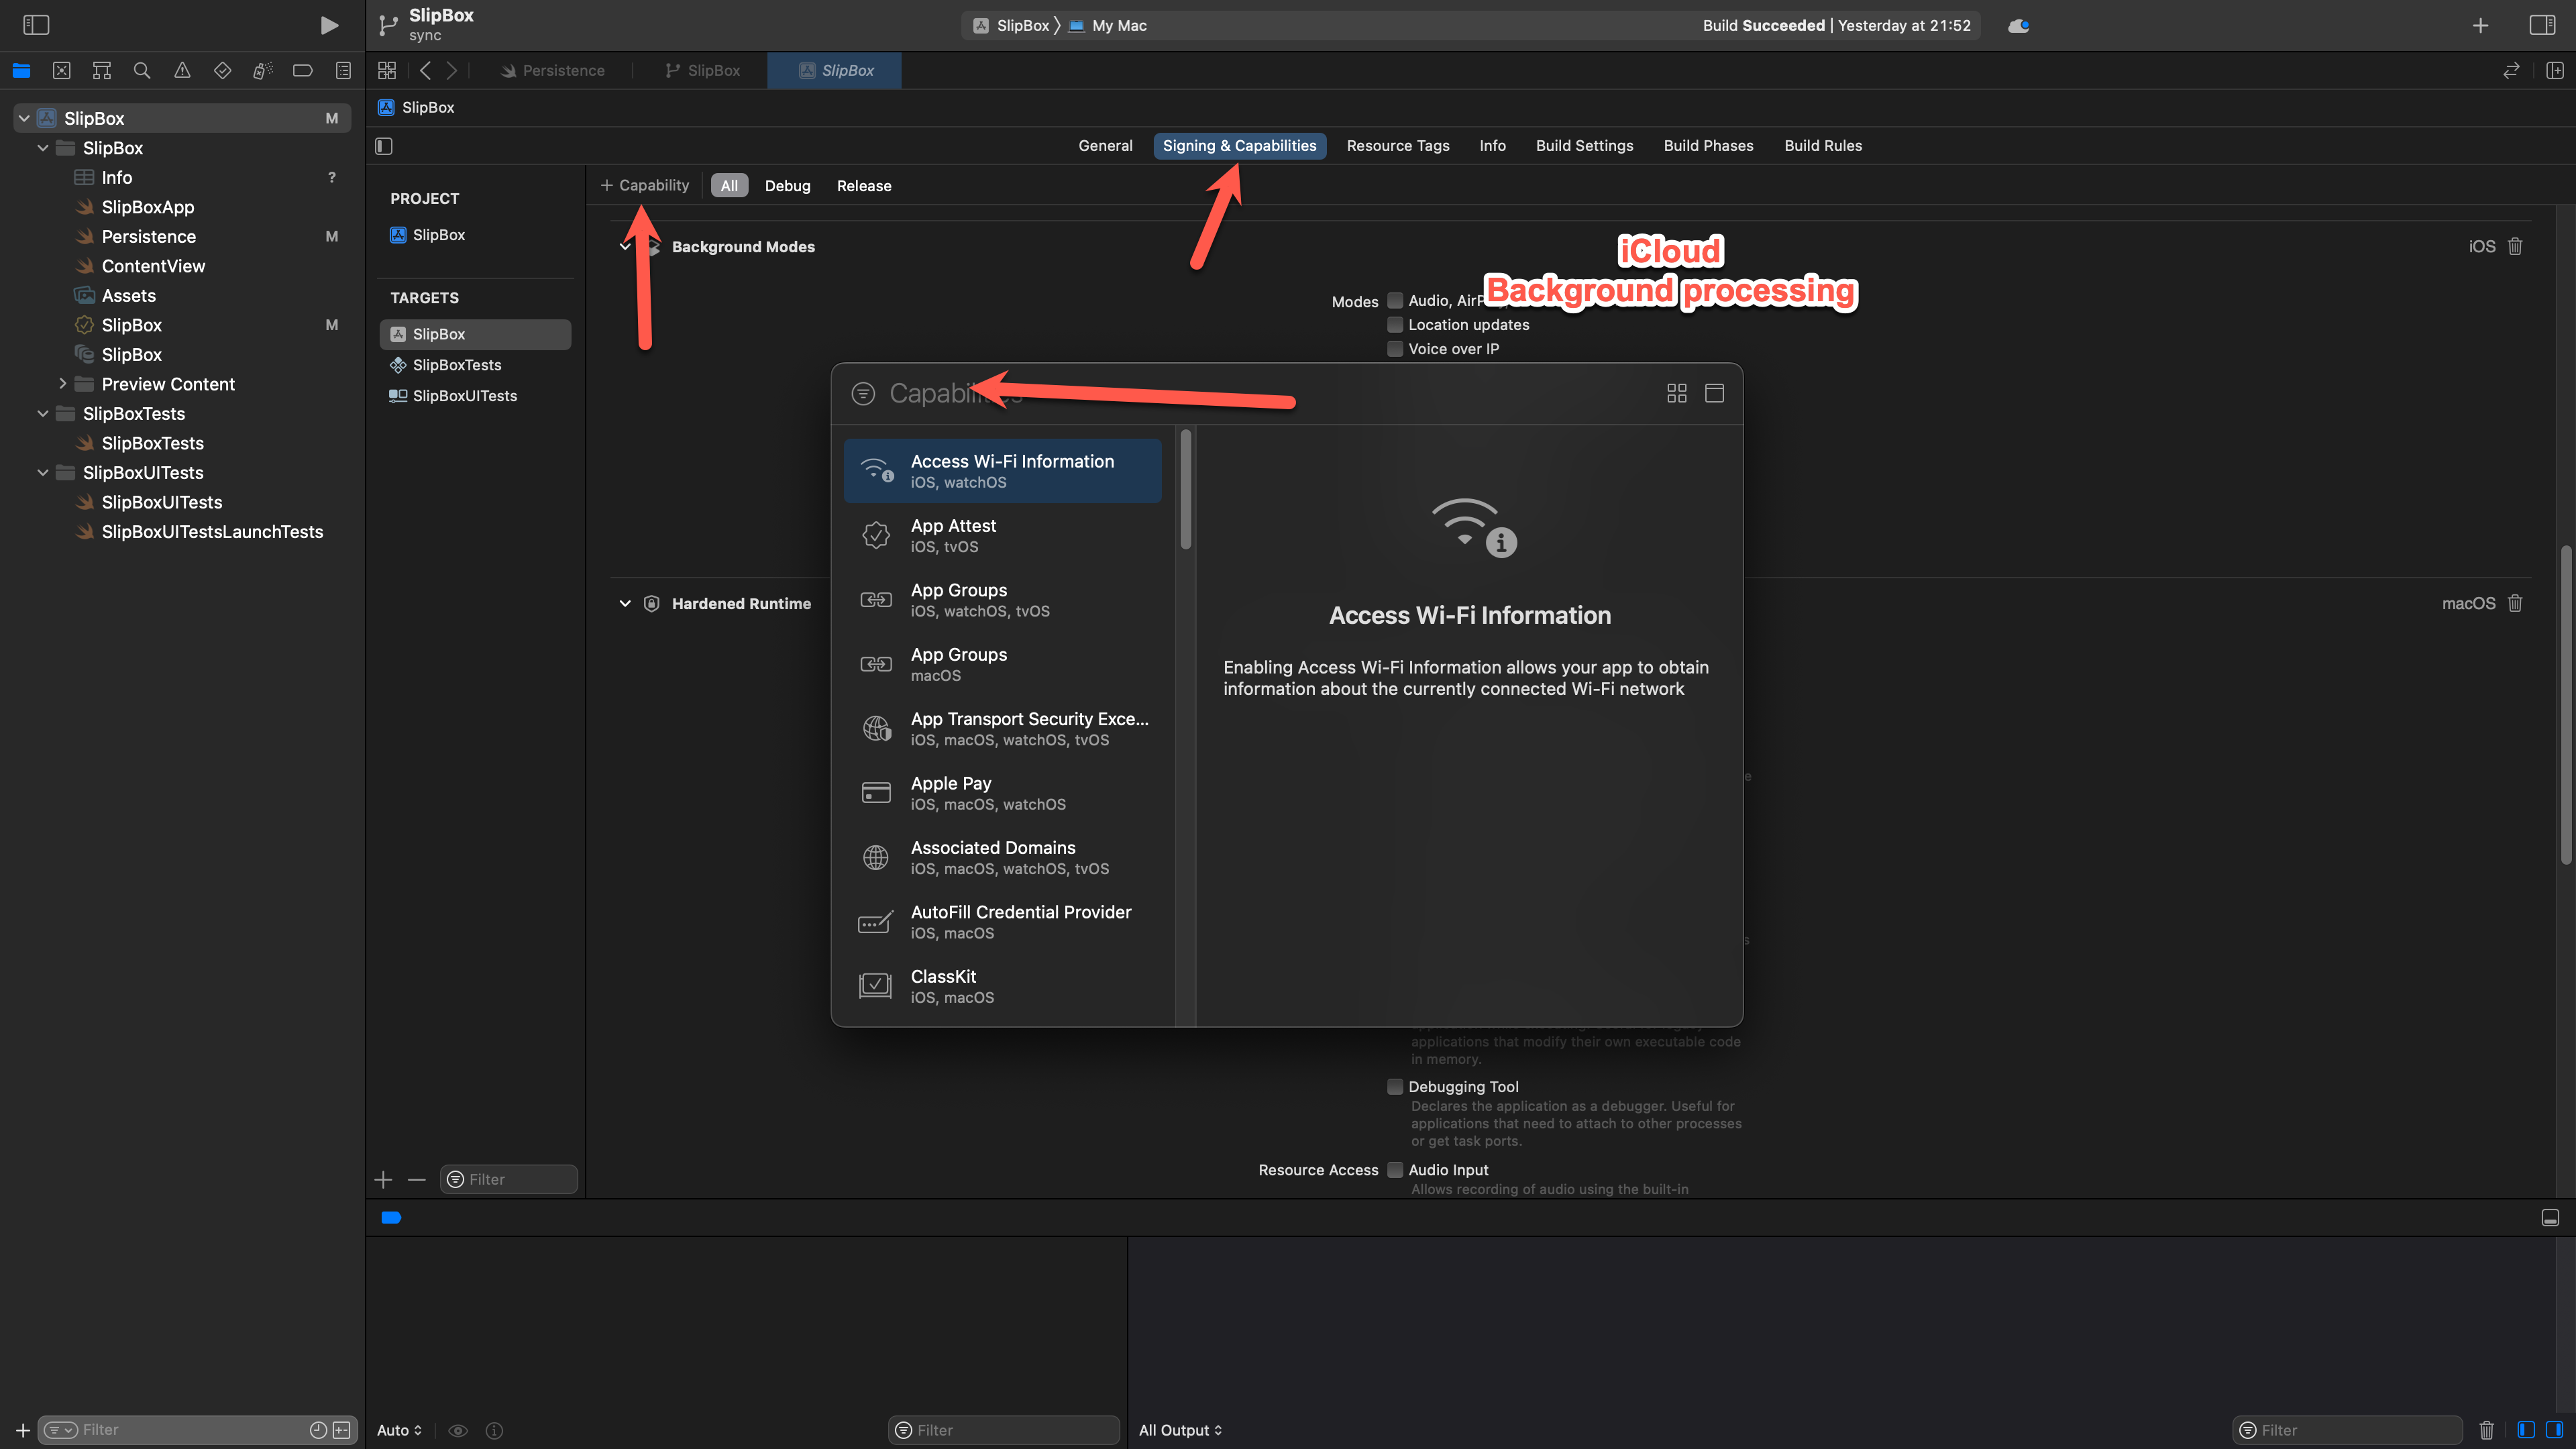 SlipBox
sync
SlipBox
My Mac
Build Succeeded | Yesterday at 21:52
Persistence
SlipBox
SlipBox
SlipBox
General
Signing & Capabilities
Resource Tags
Info
Build Settings
Build Phases
Build Rules
SlipBox M
SlipBox
Info ?
SlipBoxApp
Persistence M
ContentView
Assets
SlipBox M
SlipBox
Preview Content
SlipBoxTests
SlipBoxTests
SlipBoxUITests
SlipBoxUITests
SlipBoxUITestsLaunchTests
PROJECT
SlipBox
TARGETS
SlipBox
SlipBoxTests
SlipBoxUITests
+ Capability
All
Debug
Release
Background Modes
iOS
iCloud
Background processing
Modes
Audio,
Location updates
Voice over IP
Capabilities
Access Wi-Fi Information
iOS, watchOS
App Attest
iOS, tvOS
App Groups
iOS, watchOS, tvOS
App Groups
macOS
App Transport Security Exce...
iOS, macOS, watchOS, tvOS
Apple Pay
iOS, macOS, watchOS
Associated Domains
iOS, macOS, watchOS, tvOS
AutoFill Credential Provider
iOS, macOS
ClassKit
iOS, macOS
Access Wi-Fi Information
Enabling Access Wi-Fi Information allows your app to obtain
information about the currently connected Wi-Fi network
Hardened Runtime
macOS
applications that modify their own executable code
in memory.
Debugging Tool
Declares the application as a debugger. Useful for
applications that need to attach to other processes
or get task ports.
Resource Access
Audio Input
Allows recording of audio using the built-in
Filter
Filter
Auto
Filter
All Output
Filter